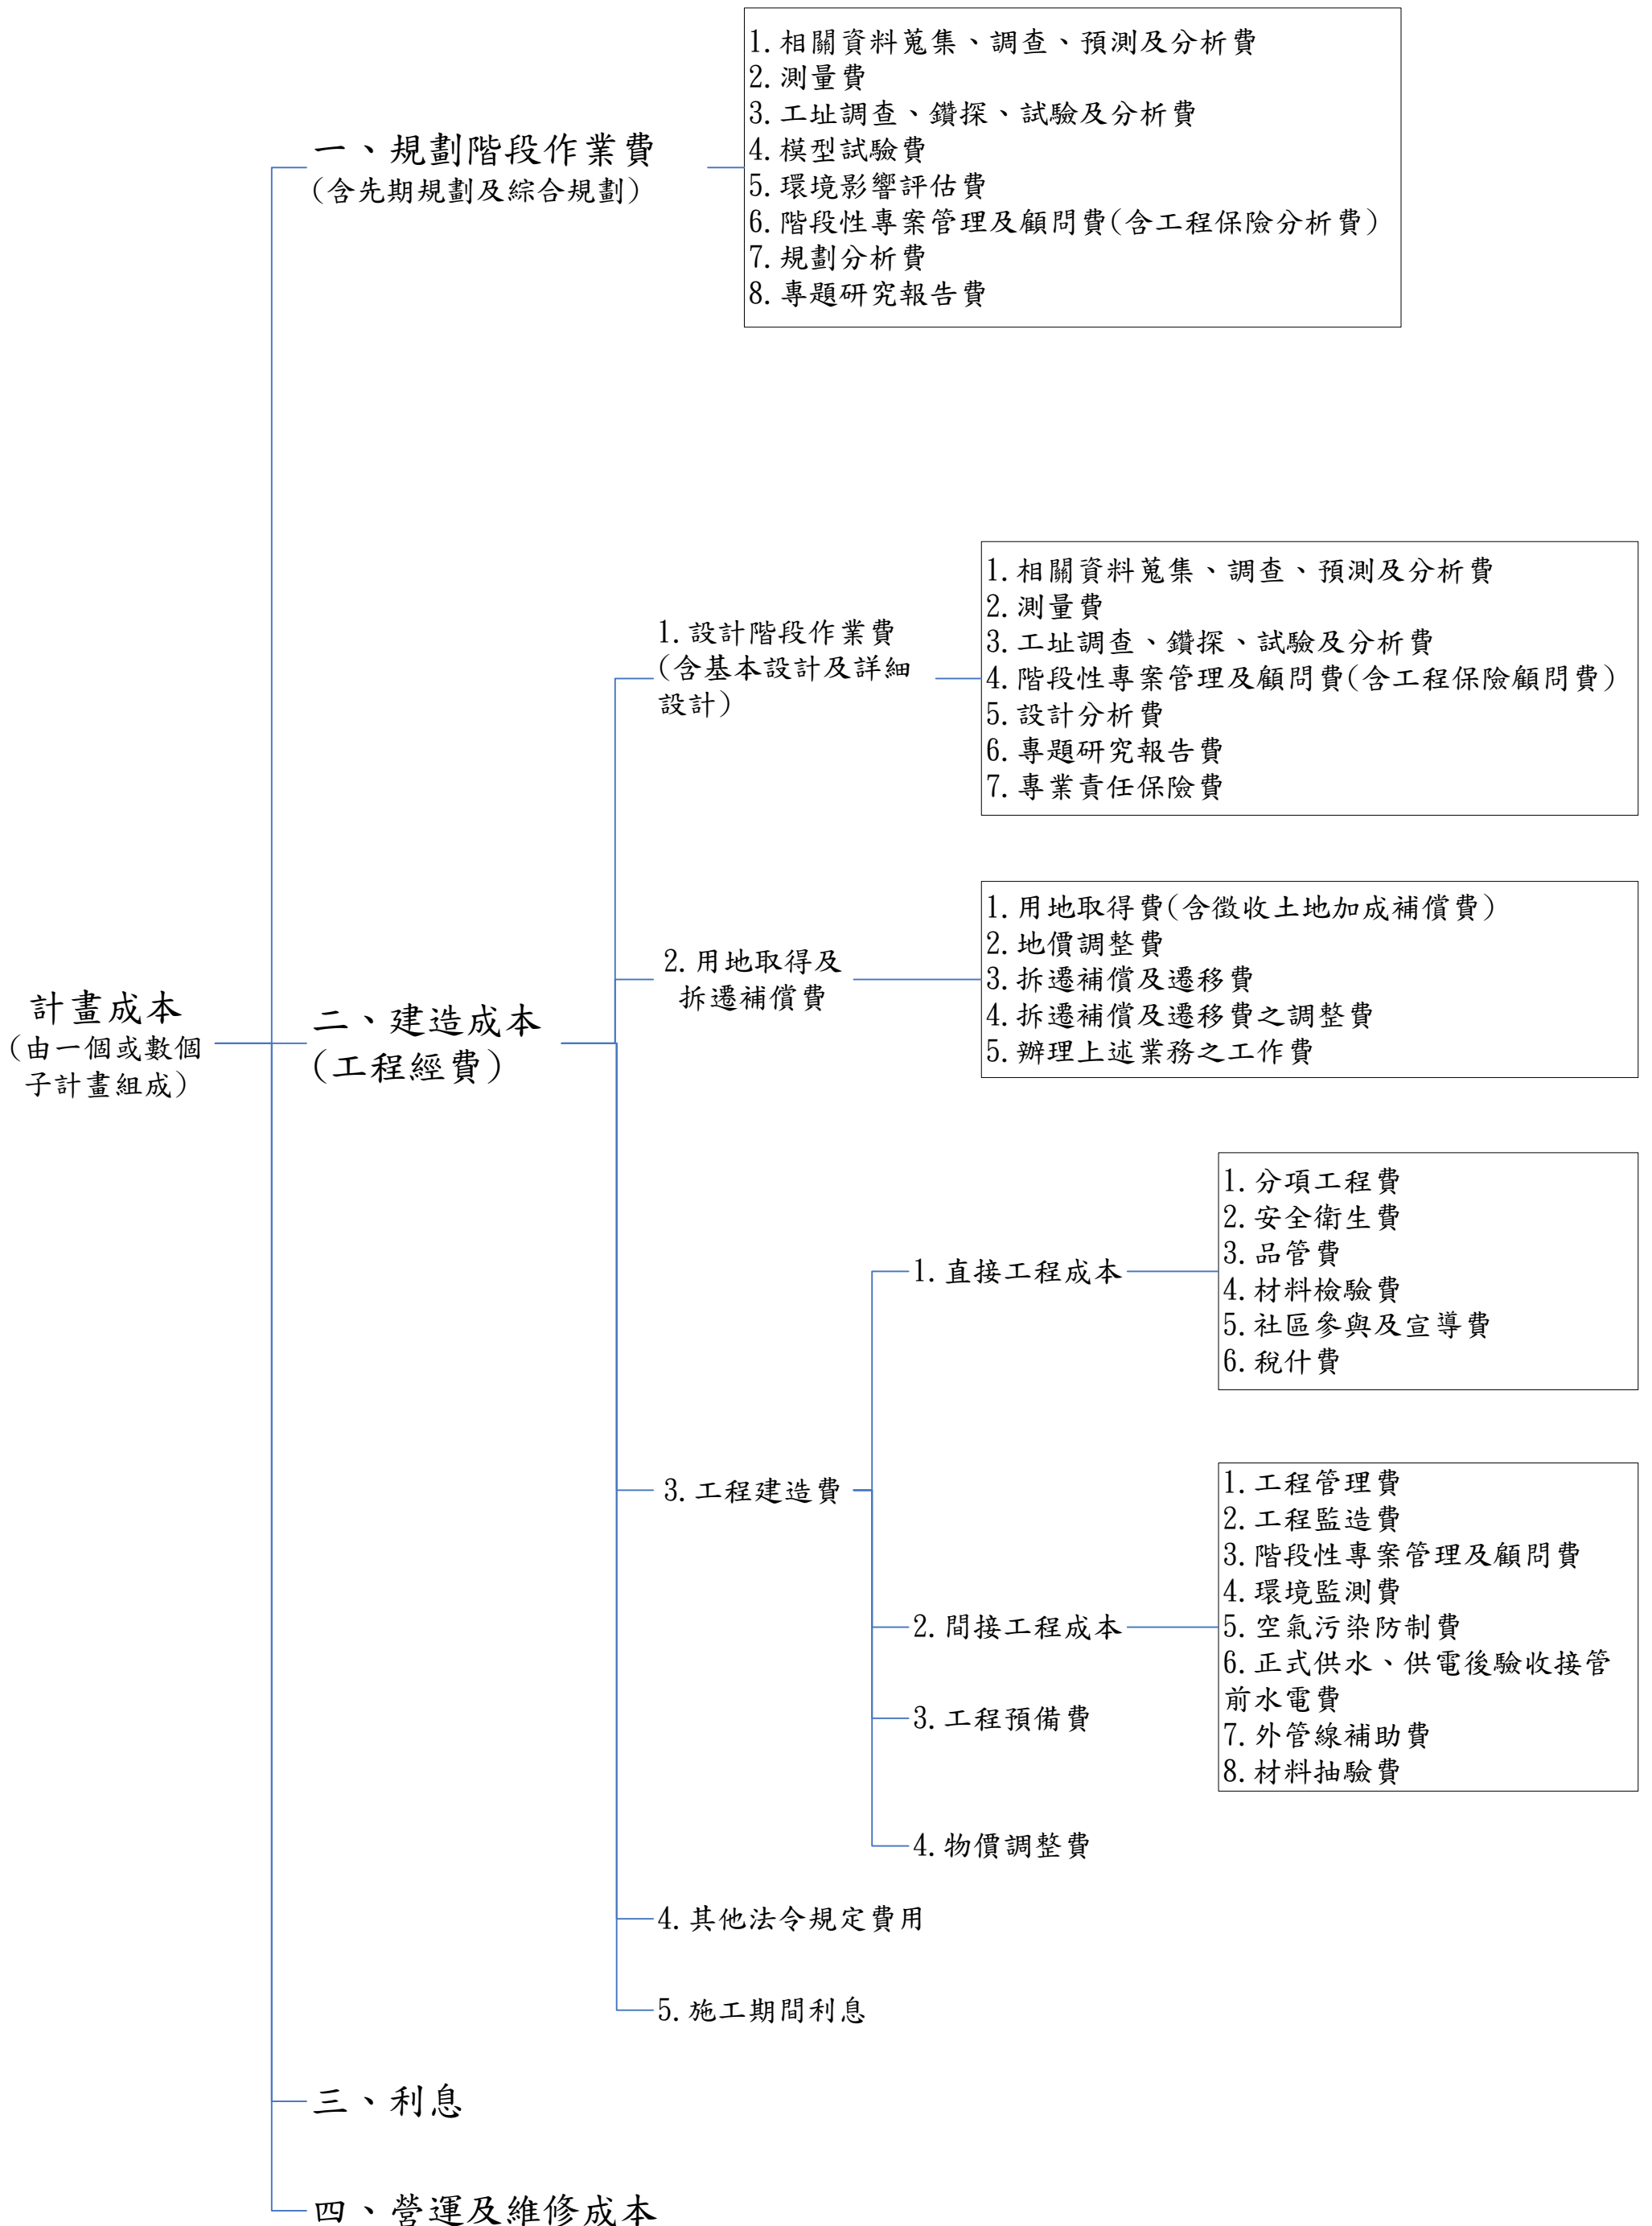 計畫成本
(由一個或數個
子計畫組成)
一、規劃階段作業費
(含先期規劃及綜合規劃)
1.相關資料蒐集、調查、預測及分析費
2.測量費
3.工址調查、鑽探、試驗及分析費
4.模型試驗費
5.環境影響評估費
6.階段性專案管理及顧問費(含工程保險分析費)
7.規劃分析費
8.專題研究報告費
二、建造成本
(工程經費)
1.設計階段作業費
(含基本設計及詳細
設計)
1.相關資料蒐集、調查、預測及分析費
2.測量費
3.工址調查、鑽探、試驗及分析費
4.階段性專案管理及顧問費(含工程保險顧問費)
5.設計分析費
6.專題研究報告費
7.專業責任保險費
2.用地取得及
拆遷補償費
1.用地取得費(含徵收土地加成補償費)
2.地價調整費
3.拆遷補償及遷移費
4.拆遷補償及遷移費之調整費
5.辦理上述業務之工作費
3.工程建造費
1.直接工程成本
1.分項工程費
2.安全衛生費
3.品管費
4.材料檢驗費
5.社區參與及宣導費
6.稅什費
2.間接工程成本
1.工程管理費
2.工程監造費
3.階段性專案管理及顧問費
4.環境監測費
5.空氣污染防制費
6.正式供水、供電後驗收接管
前水電費
7.外管線補助費
8.材料抽驗費
3.工程預備費
4.物價調整費
4.其他法令規定費用
5.施工期間利息
三、利息
四、營運及維修成本